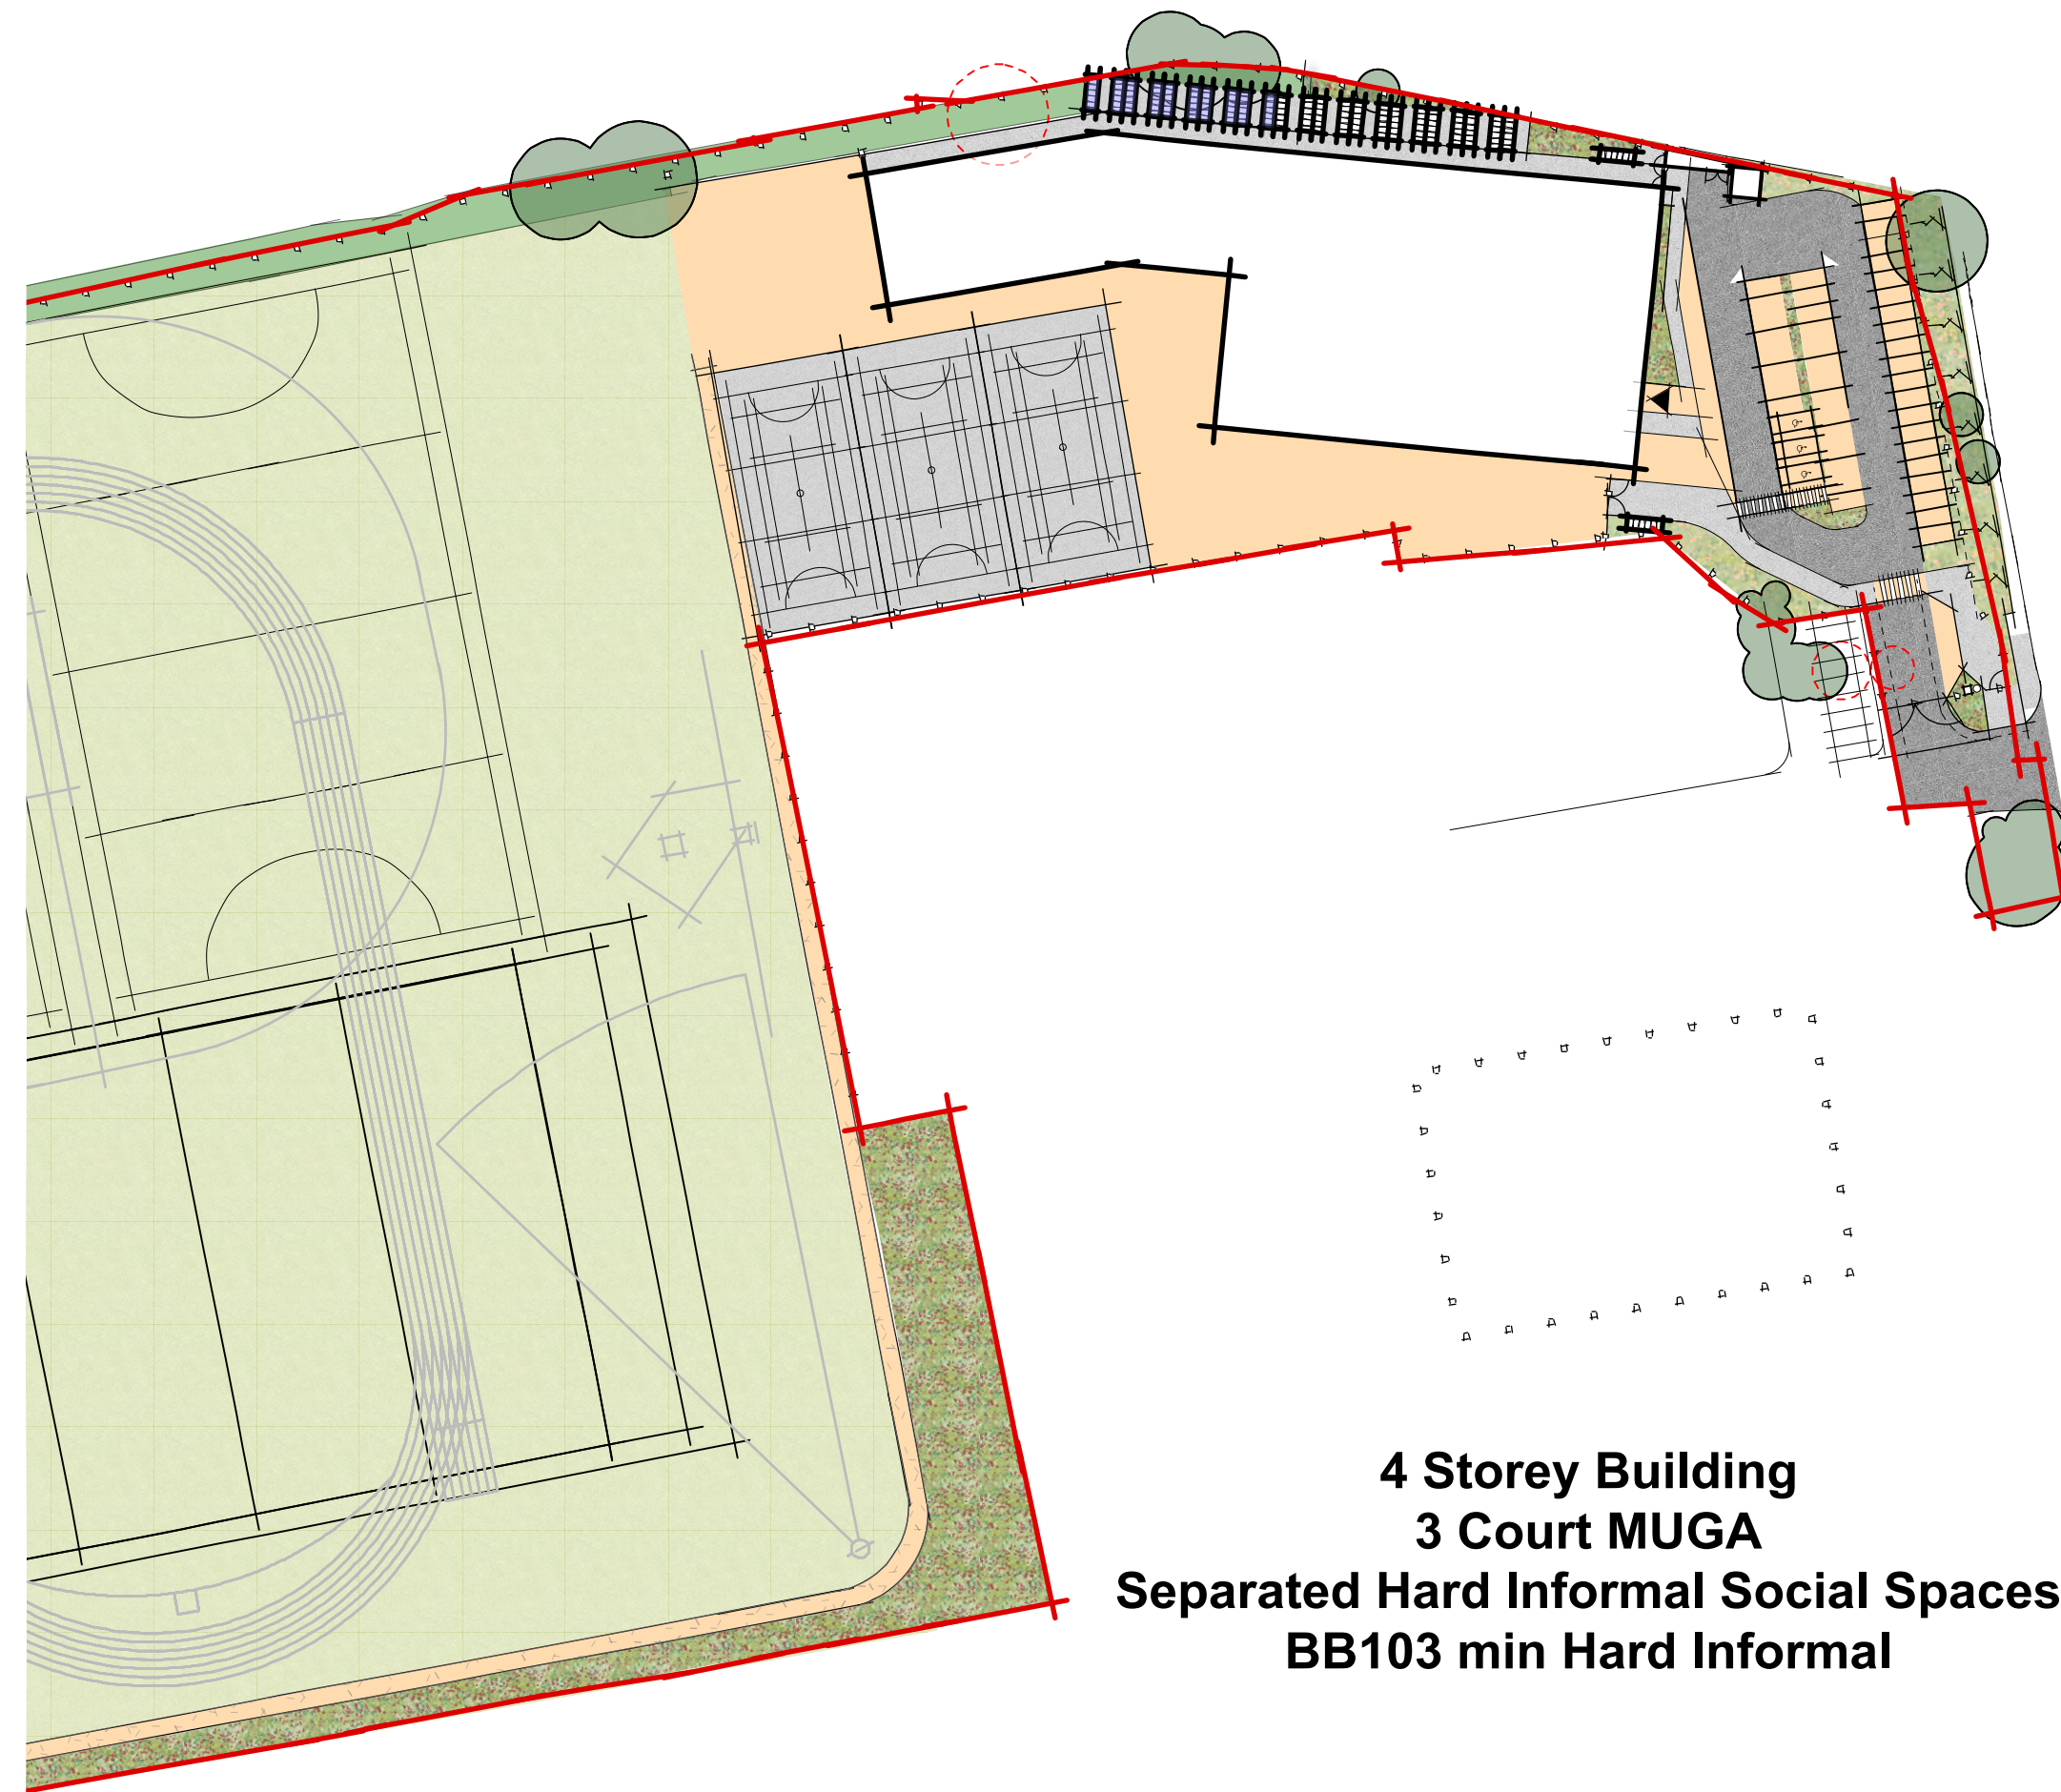 4 Storey Building
3 Court MUGA
Separated Hard Informal Social Spaces
BB103 min Hard Informal